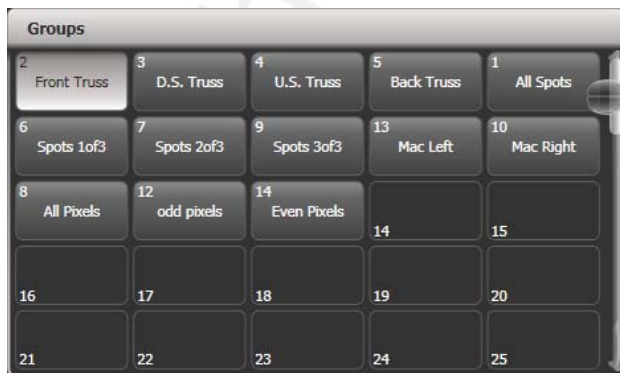 Groups
2 3 4 5 1
Front Truss D.S. Truss U.S. Truss Back Truss All Spots
6 7 9 13 10
Spots 1of3 Spots 2of3 Spots 3of3 Mac Left Mac Right
8 12 14
All Pixels odd pixels Even Pixels
14 15
16 17 18 19 20
21 22 23 24 25